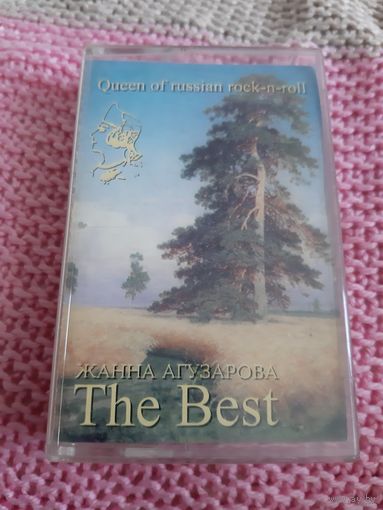 Queen of russian rock-n-roll
ЖАННА АГУЗАРОВА
The Best